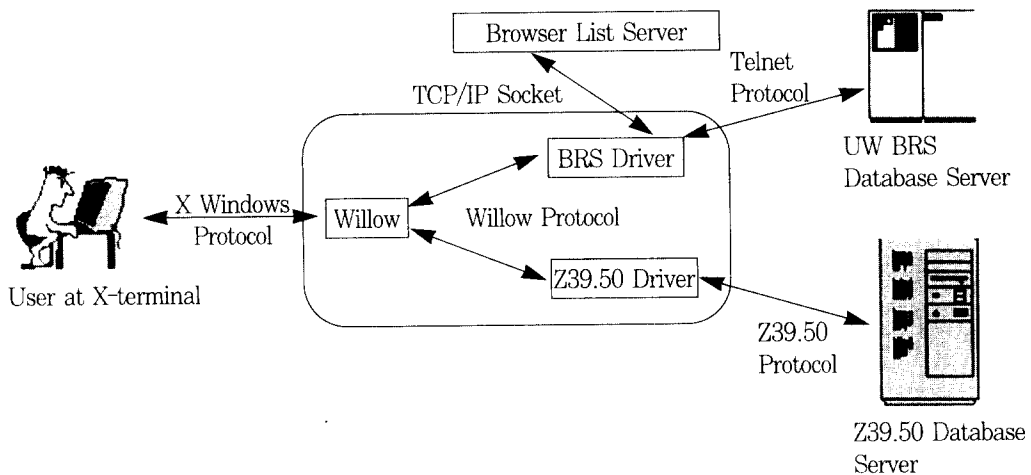 Browser List Server
TCP/IP Socket
Telnet
Protocol
BRS Driver
UW BRS
Database Server
X Windows
Protocol
Willow
Willow Protocol
Z39.50 Driver
User at X-terminal
Z39.50
Protocol
Z39.50 Database
Server